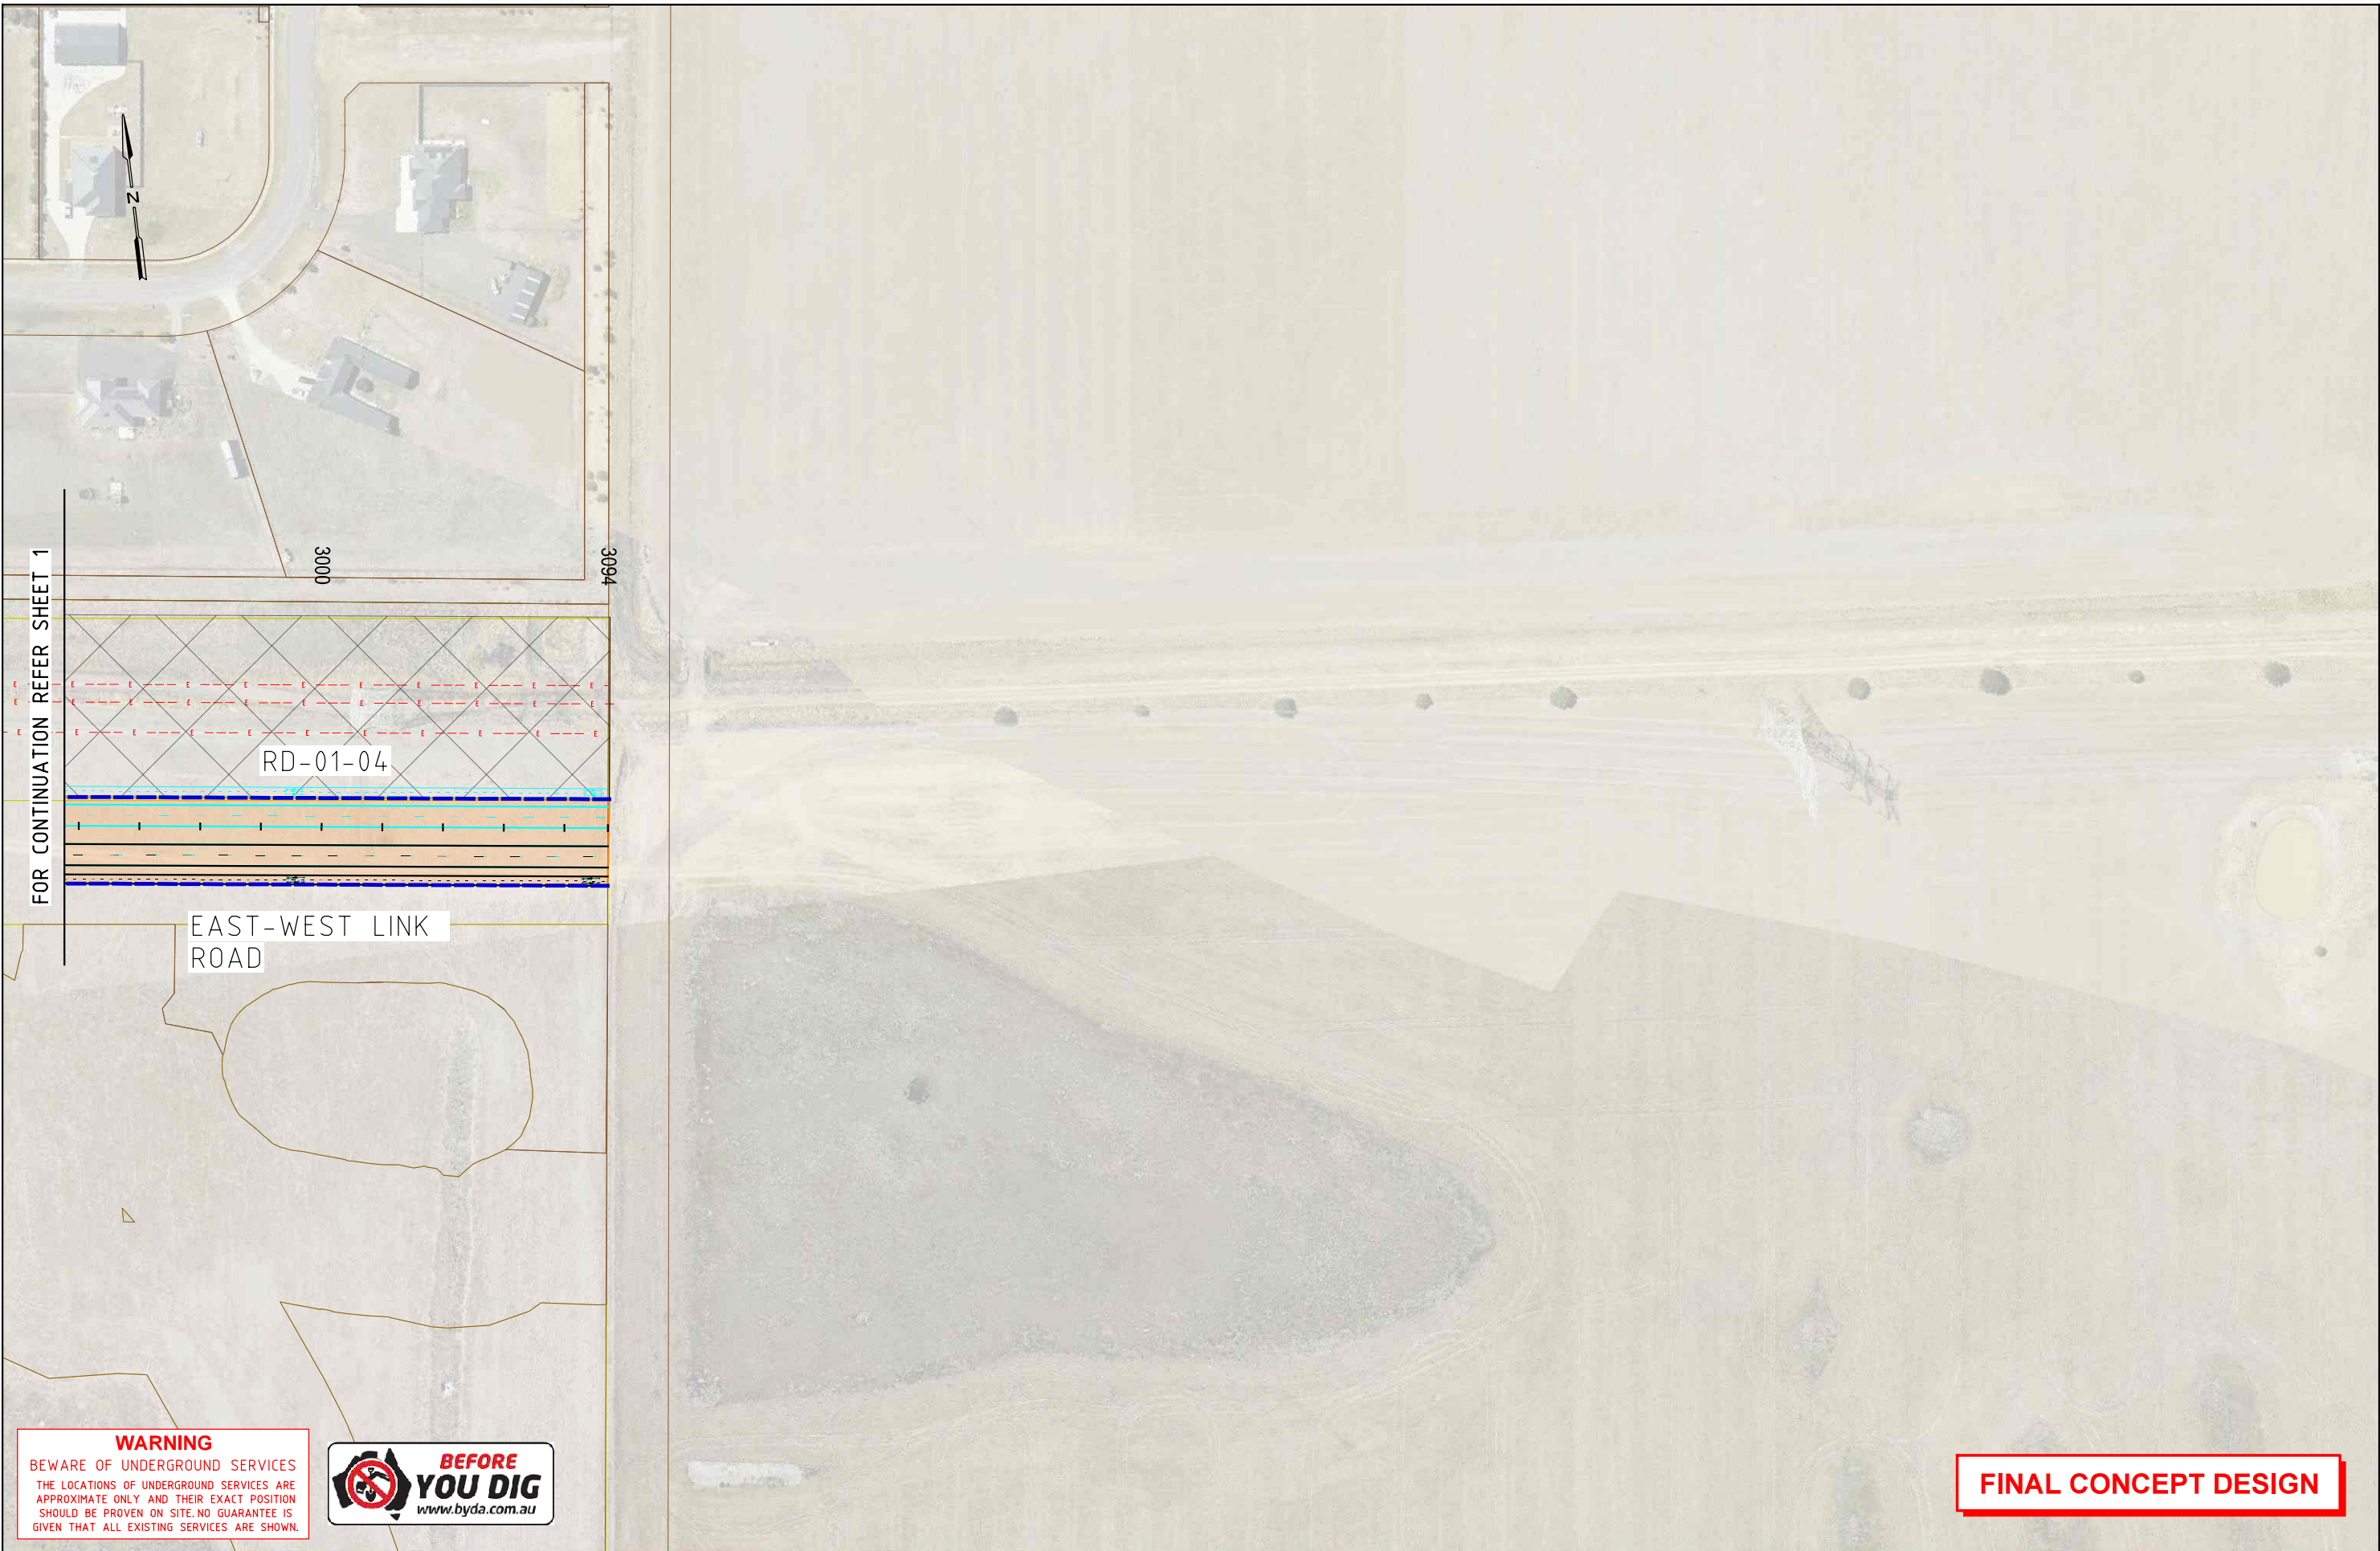 N
FOR CONTINUATION REFER SHEET 1
3000
3094
E E E E E E E E E E E
E E E E E E E E E E E
E E E E E E E E E E E
RD-01-04
EAST-WEST LINK
ROAD
WARNING
BEWARE OF UNDERGROUND SERVICES
THE LOCATIONS OF UNDERGROUND SERVICES ARE
APPROXIMATE ONLY AND THEIR EXACT POSITION
SHOULD BE PROVEN ON SITE. NO GUARANTEE IS
GIVEN THAT ALL EXISTING SERVICES ARE SHOWN.
BEFORE
YOU DIG
www.byda.com.au
FINAL CONCEPT DESIGN